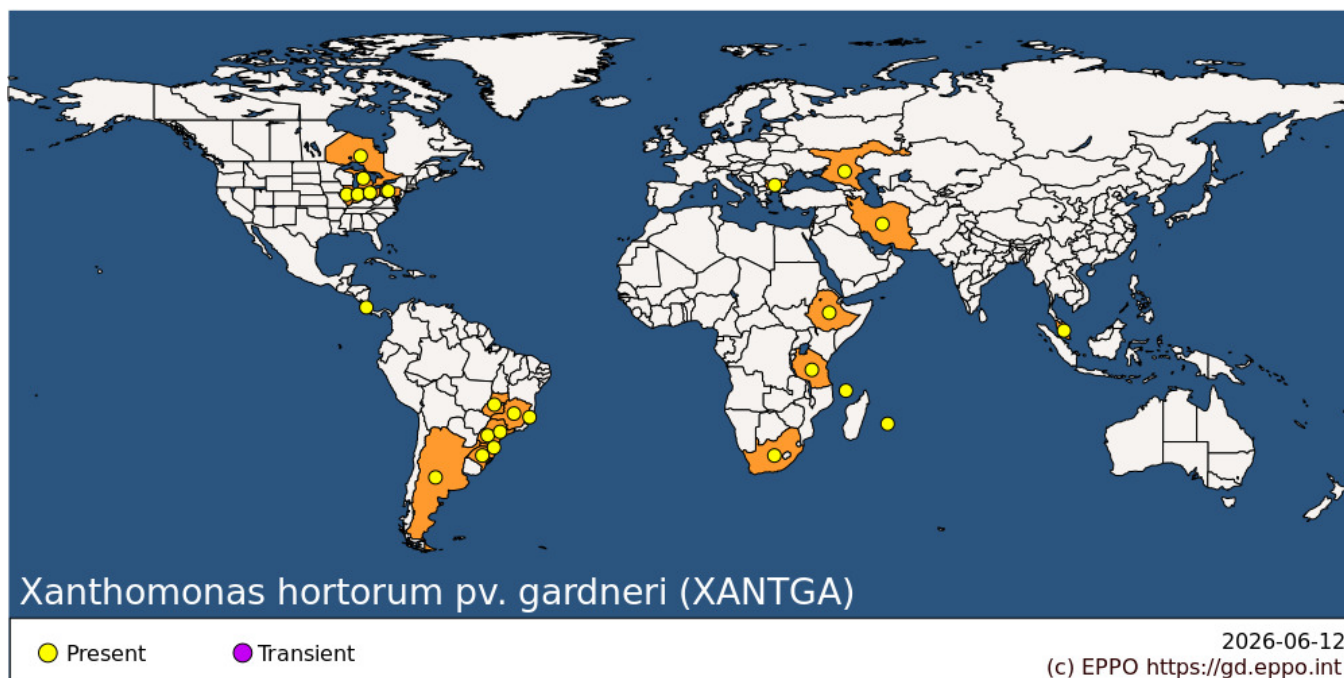 Xanthomonas hortorum pv. gardneri (XANTGA)
Present
Transient
2026-06-12
(c) EPPO https://gd.eppo.int